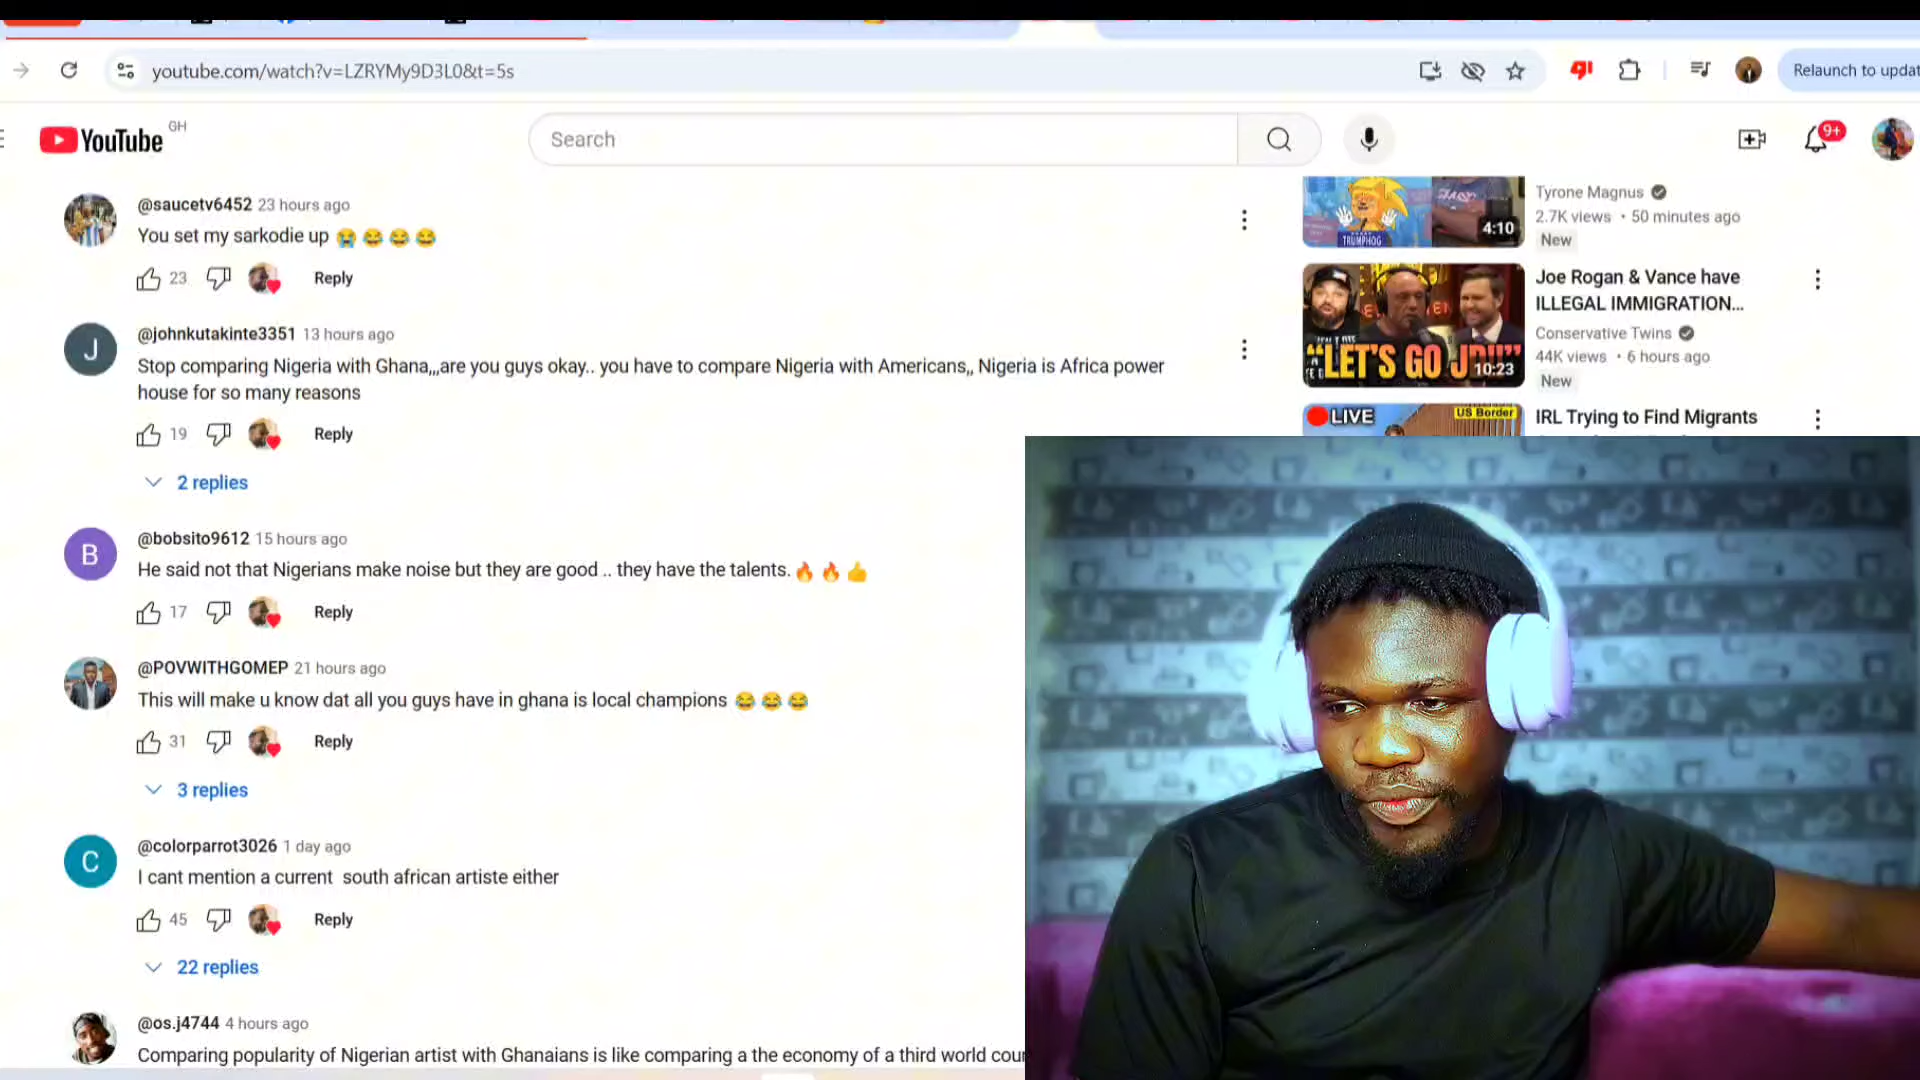 youtube.com/watch?v=LZRYMy9D3L0&t=5s
Relaunch to updat
YouTube
GH
Search
9+
@saucetv6452 23 hours ago
You set my sarkodie up 😭😂😂😂
23
Reply
J
@johnkutakinte3351 13 hours ago
Stop comparing Nigeria with Ghana,,,are you guys okay.. you have to compare Nigeria with Americans,, Nigeria is Africa power
house for so many reasons
19
Reply
2 replies
B
@bobsito9612 15 hours ago
He said not that Nigerians make noise but they are good .. they have the talents.🔥🔥👍
17
Reply
@POVWITHGOMEP 21 hours ago
This will make u know dat all you guys have in ghana is local champions 😂😂😂
31
Reply
3 replies
C
@colorparrot3026 1 day ago
I cant mention a current  south african artiste either
45
Reply
22 replies
@os.j4744 4 hours ago
Comparing popularity of Nigerian artist with Ghanaians is like comparing a the economy of a third world cou
TRUMPHOG
4:10
Tyrone Magnus
2.7K views • 50 minutes ago
New
"LET'S GO JD!!"
10:23
Joe Rogan & Vance have
ILLEGAL IMMIGRATION...
Conservative Twins
44K views • 6 hours ago
New
LIVE
US Border
IRL Trying to Find Migrants